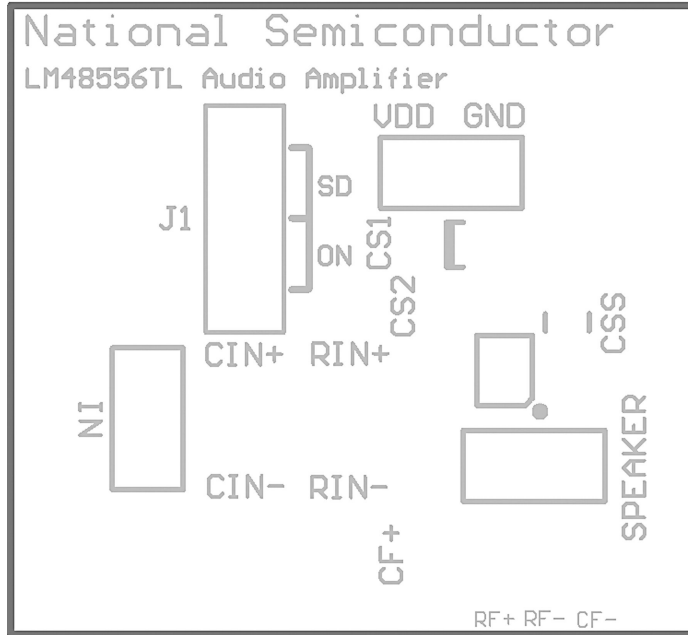 National Semiconductor
LM48556TL Audio Amplifier
VDD GND
SD
J1
ON
CS1
CS2
CSS
CIN+ RIN+
NI
SPEAKER
CIN- RIN-
CF+
RF+ RF- CF-